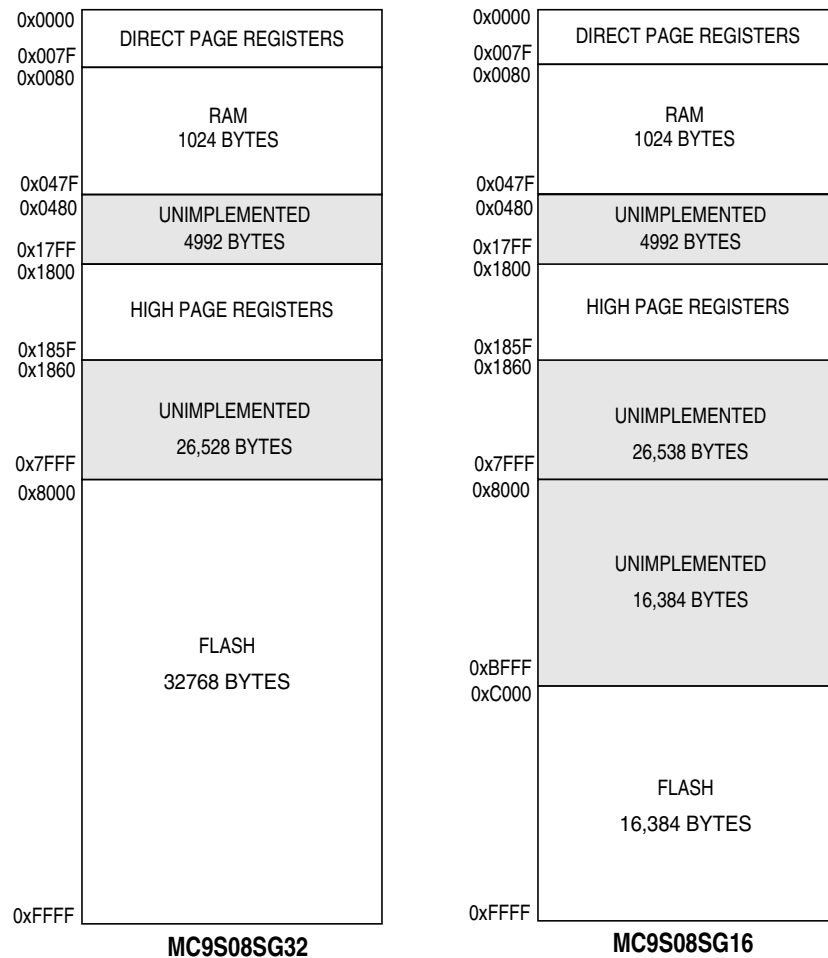 0x0000
DIRECT PAGE REGISTERS
0x007F
0x0080
RAM
1024 BYTES
0x047F
0x0480
UNIMPLEMENTED
4992 BYTES
0x17FF
0x1800
HIGH PAGE REGISTERS
0x185F
0x1860
UNIMPLEMENTED
26,528 BYTES
0x7FFF
0x8000
FLASH
32768 BYTES
0xFFFF
MC9S08SG32
0x0000
DIRECT PAGE REGISTERS
0x007F
0x0080
RAM
1024 BYTES
0x047F
0x0480
UNIMPLEMENTED
4992 BYTES
0x17FF
0x1800
HIGH PAGE REGISTERS
0x185F
0x1860
UNIMPLEMENTED
26,538 BYTES
0x7FFF
0x8000
UNIMPLEMENTED
16,384 BYTES
0xBFFF
0xC000
FLASH
16,384 BYTES
0xFFFF
MC9S08SG16